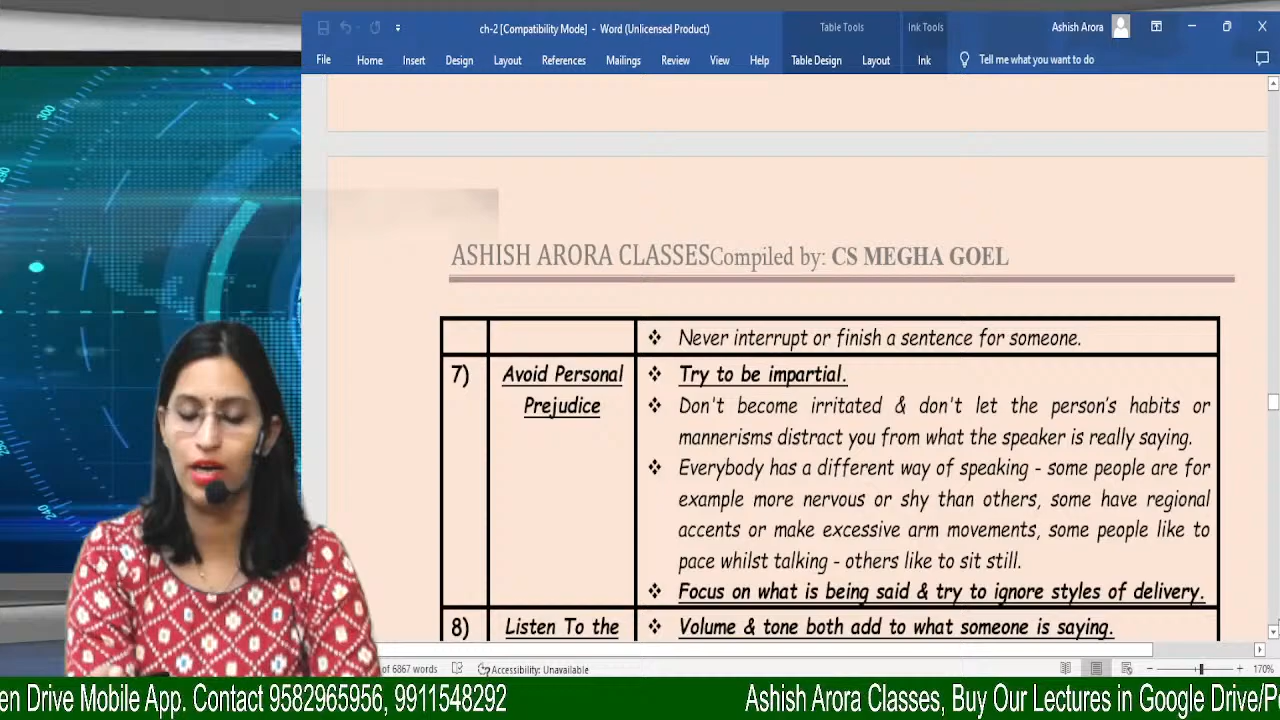 ch-2 [Compatibility Mode] - Word (Unlicensed Product)
Table Tools
Ink Tools
Ashish Arora
File Home Insert Design Layout References Mailings Review View Help Table Design Layout Ink Tell me what you want to do
ASHISH ARORA CLASSESCompiled by: CS MEGHA GOEL
❖ Never interrupt or finish a sentence for someone.
7) Avoid Personal ❖ Try to be impartial.
Prejudice ❖ Don't become irritated & don't let the person's habits or
mannerisms distract you from what the speaker is really saying.
❖ Everybody has a different way of speaking - some people are for
example more nervous or shy than others, some have regional
accents or make excessive arm movements, some people like to
pace whilst talking - others like to sit still.
❖ Focus on what is being said & try to ignore styles of delivery.
8) Listen To the ❖ Volume & tone both add to what someone is saying.
of 6867 words Accessibility: Unavailable 170%
en Drive Mobile App. Contact 9582965956, 9911548292 Ashish Arora Classes, Buy Our Lectures in Google Drive/P
300
250
240